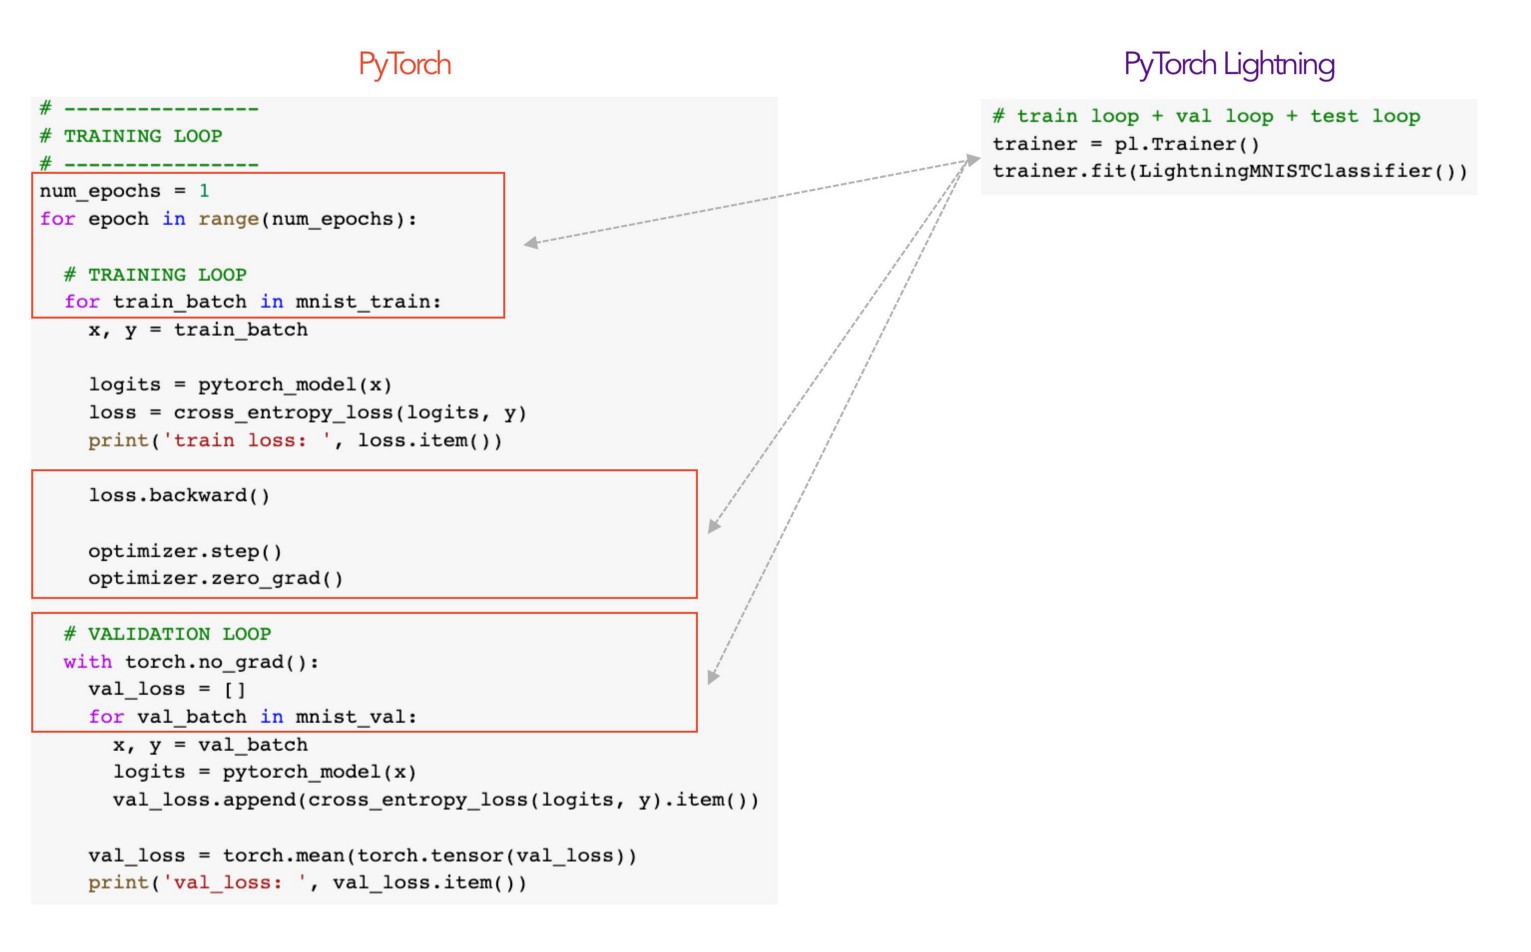 PyTorch
# ----------------
# TRAINING LOOP
# ----------------
num_epochs = 1
for epoch in range(num_epochs):
# TRAINING LOOP
for train_batch in mnist_train:
x, y = train_batch
logits = pytorch_model(x)
loss = cross_entropy_loss(logits, y)
print('train loss: ', loss.item())
loss.backward()
optimizer.step()
optimizer.zero_grad()
# VALIDATION LOOP
with torch.no_grad():
val_loss = []
for val_batch in mnist_val:
x, y = val_batch
logits = pytorch_model(x)
val_loss.append(cross_entropy_loss(logits, y).item())
val_loss = torch.mean(torch.tensor(val_loss))
print('val_loss: ', val_loss.item())
PyTorch Lightning
# train loop + val loop + test loop
trainer = pl.Trainer()
trainer.fit(LightningMNISTClassifier())